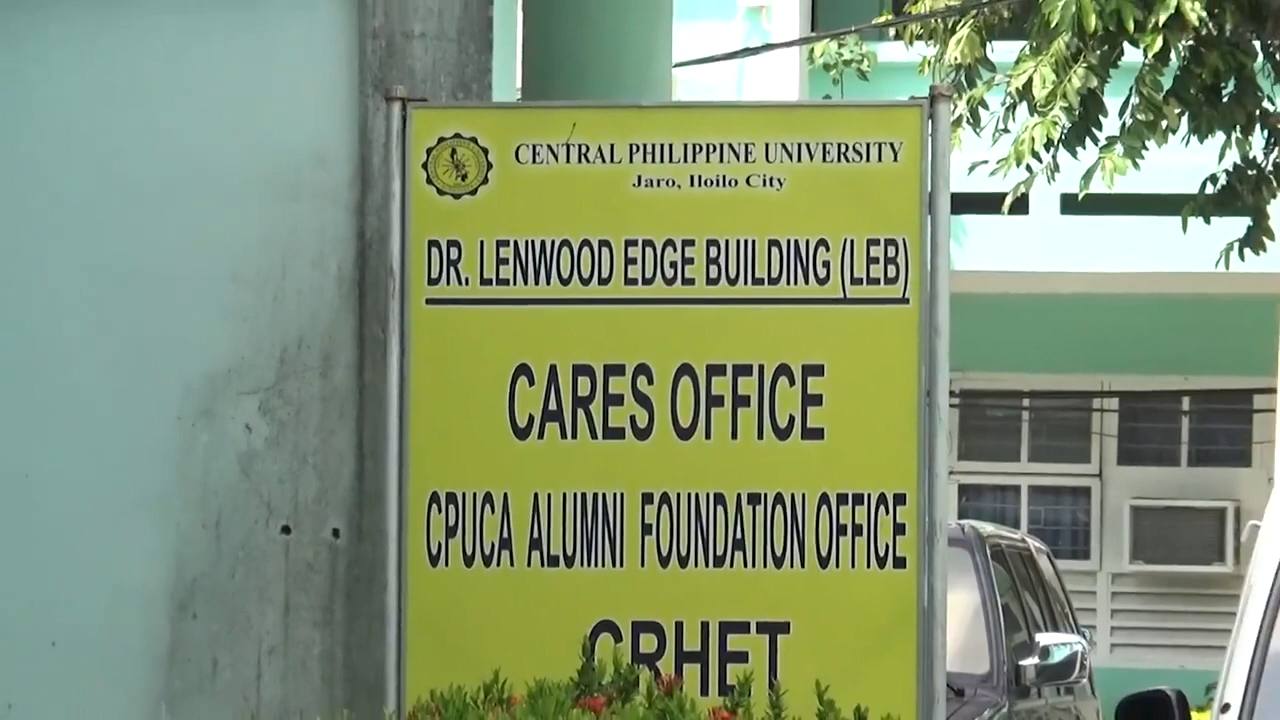 CENTRAL PHILIPPINE UNIVERSITY
Jaro, Iloilo City
DR. LENWOOD EDGE BUILDING (LEB)
CARES OFFICE
CPUCA ALUMNI FOUNDATION OFFICE
CRHET